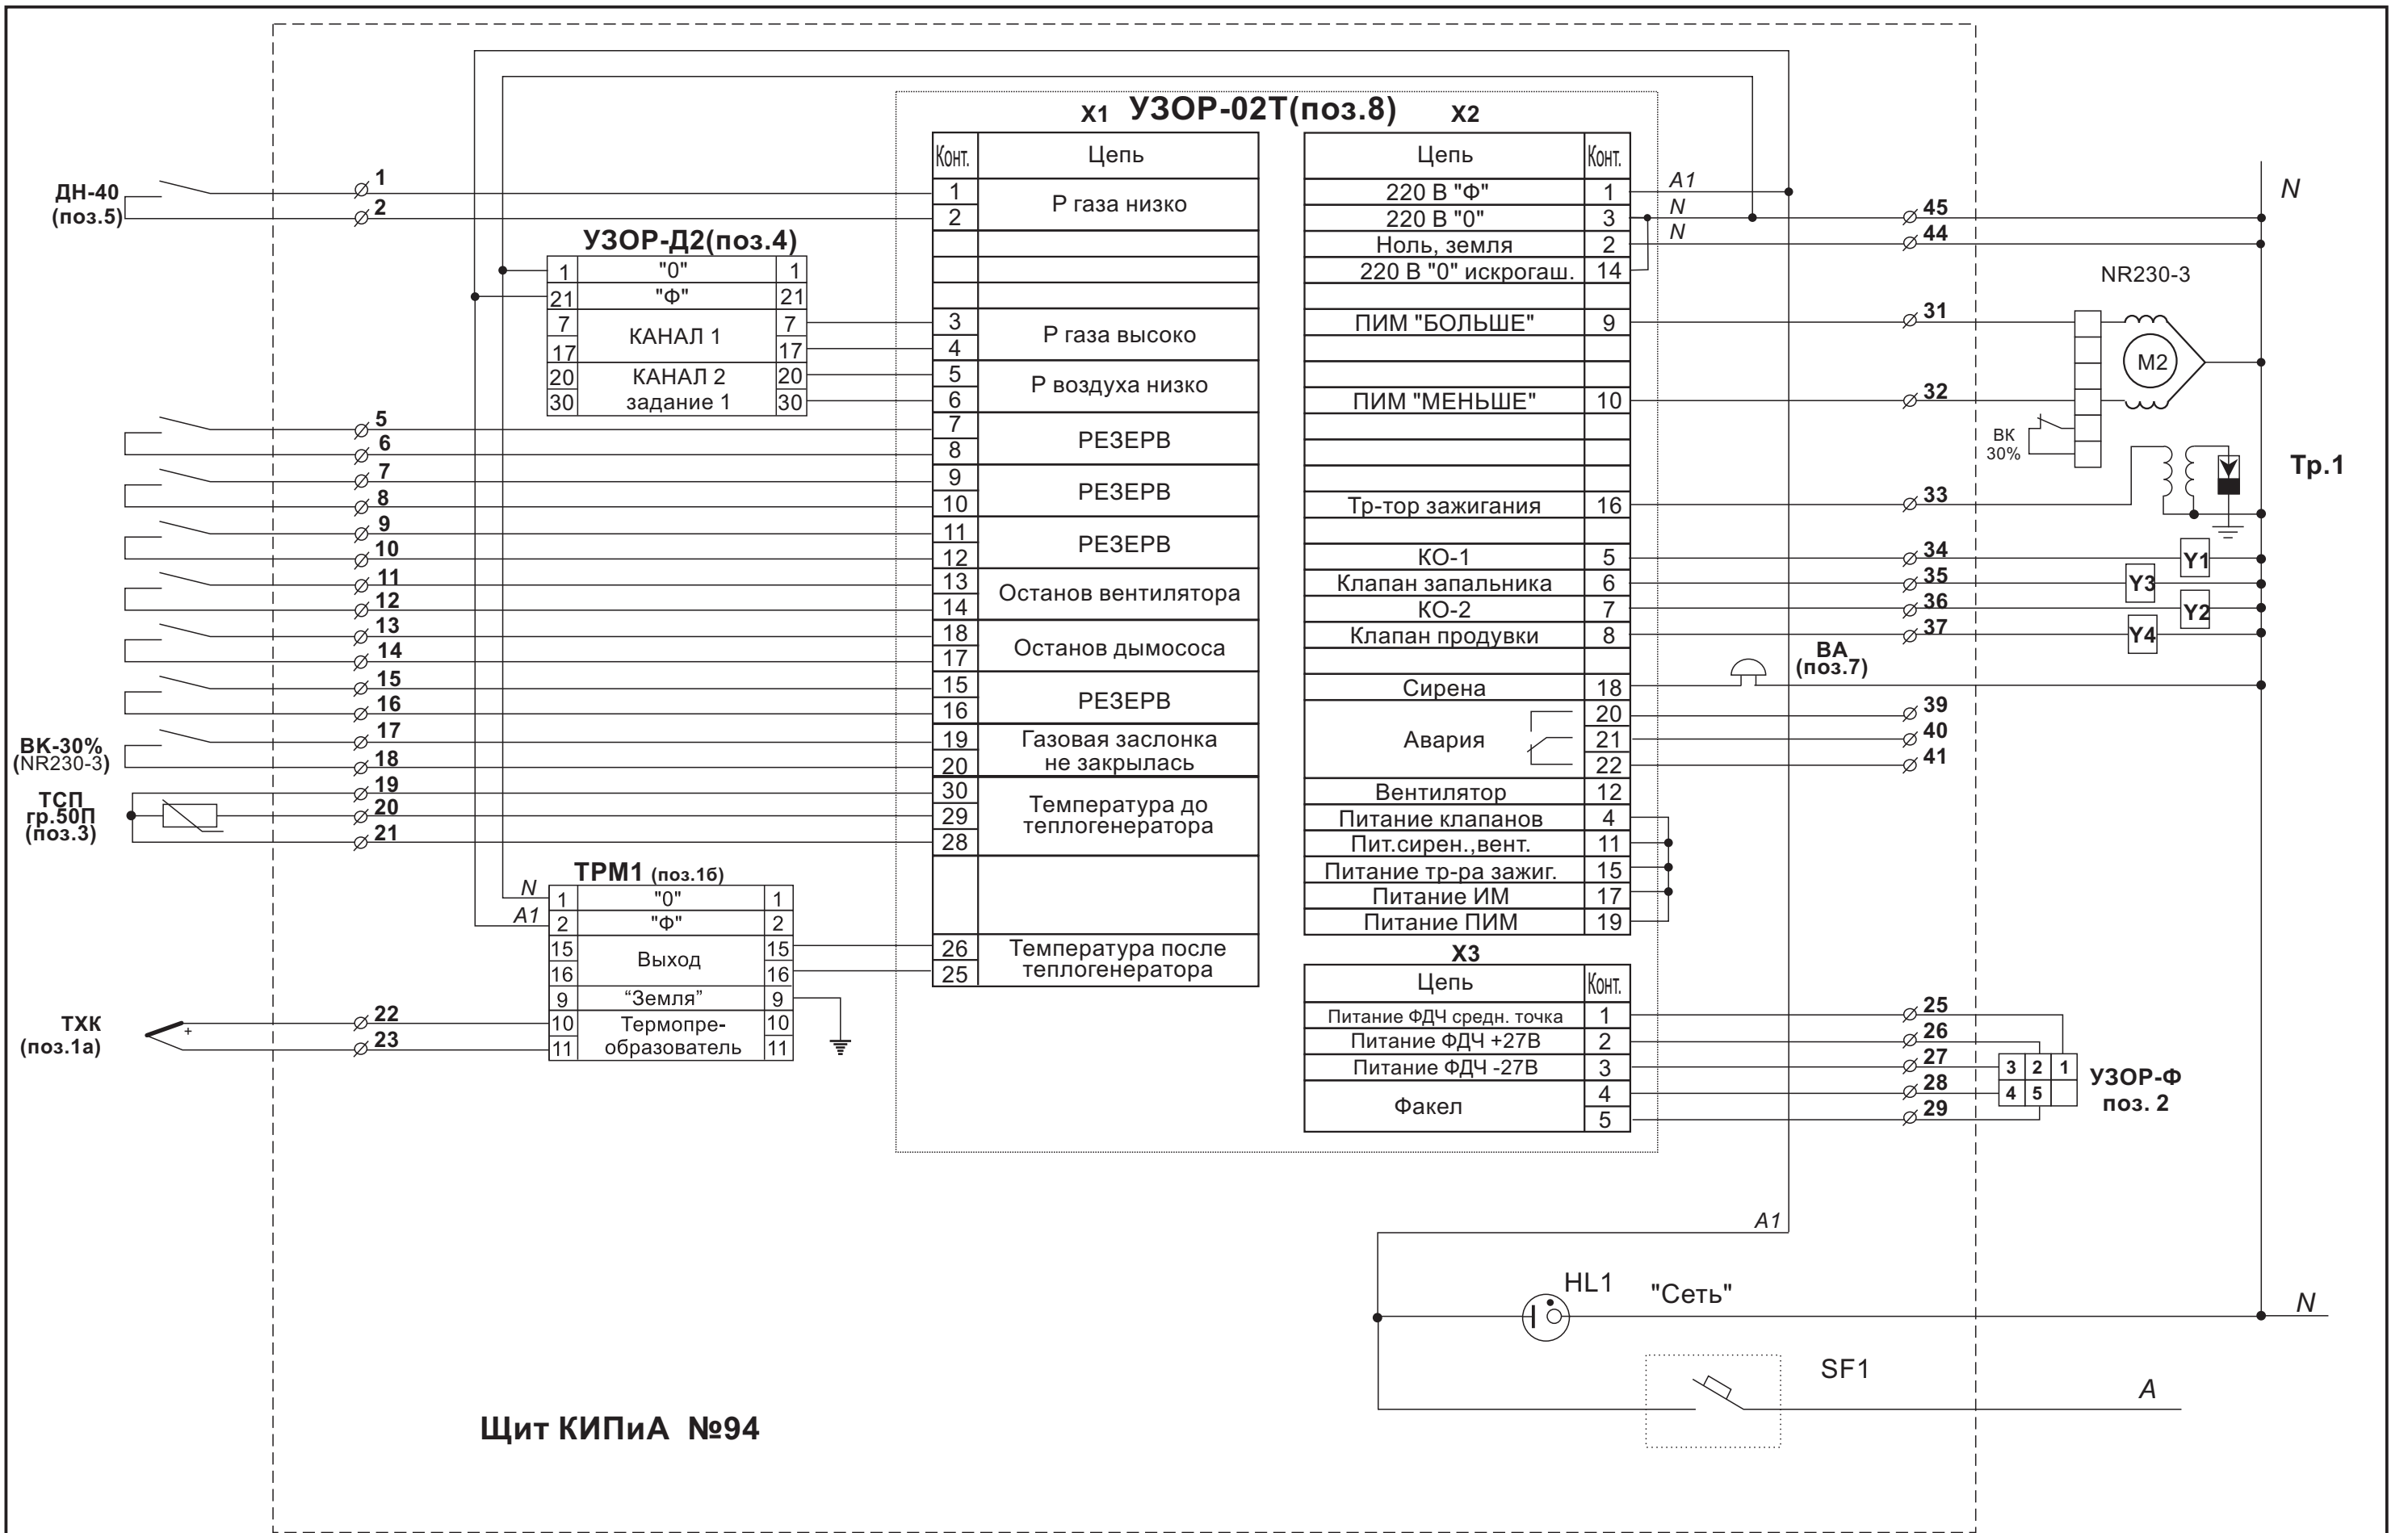 X1 УЗОР-02Т(поз.8) X2
Конт. Цепь
1 Р газа низко
2
3 Р газа высоко
4
5 Р воздуха низко
6
7 РЕЗЕРВ
8
9 РЕЗЕРВ
10
11 РЕЗЕРВ
12
13 Останов вентилятора
14
18 Останов дымососа
17
15 РЕЗЕРВ
16
19 Газовая заслонка
20 не закрылась
30 Температура до
29 теплогенератора
28
26 Температура после
25 теплогенератора
Цепь Конт.
220 В "Ф" 1 A1
220 В "0" 3 N
Ноль, земля 2 N
220 В "0" искрогаш. 14
ПИМ "БОЛЬШЕ" 9
ПИМ "МЕНЬШЕ" 10
Тр-тор зажигания 16
КО-1 5
Клапан запальника 6
КО-2 7
Клапан продувки 8
Сирена 18
20
Авария 21
22
Вентилятор 12
Питание клапанов 4
Пит.сирен.,вент. 11
Питание тр-ра зажиг. 15
Питание ИМ 17
Питание ПИМ 19
X3
Цепь Конт.
Питание ФДЧ средн. точка 1
Питание ФДЧ +27В 2
Питание ФДЧ -27В 3
Факел 4
5
ДН-40
(поз.5)
1
2
УЗОР-Д2(поз.4)
1 "0" 1
21 "Ф" 21
7 КАНАЛ 1 7
17 17
20 КАНАЛ 2 20
30 задание 1 30
5
6
7
8
9
10
11
12
13
14
15
16
ВК-30%
(NR230-3)
17
18
ТСП
гр.50П
(поз.3)
19
20
21
ТРМ1 (поз.1б)
N 1 "0" 1
A1 2 "Ф" 2
15 Выход 15
16 16
9 “Земля” 9
10 Термопре- 10
11 образователь 11
ТХК
(поз.1а)
+
22
23
N
45
44
NR230-3
31
М2
32
ВК
30%
Тр.1
33
34 Y1
35 Y3
36 Y2
37 Y4
ВА
(поз.7)
39
40
41
25
26
27
28
29
3 2 1
4 5
УЗОР-Ф
поз. 2
A1
HL1 "Сеть" N
SF1
A
Щит КИПиА №94